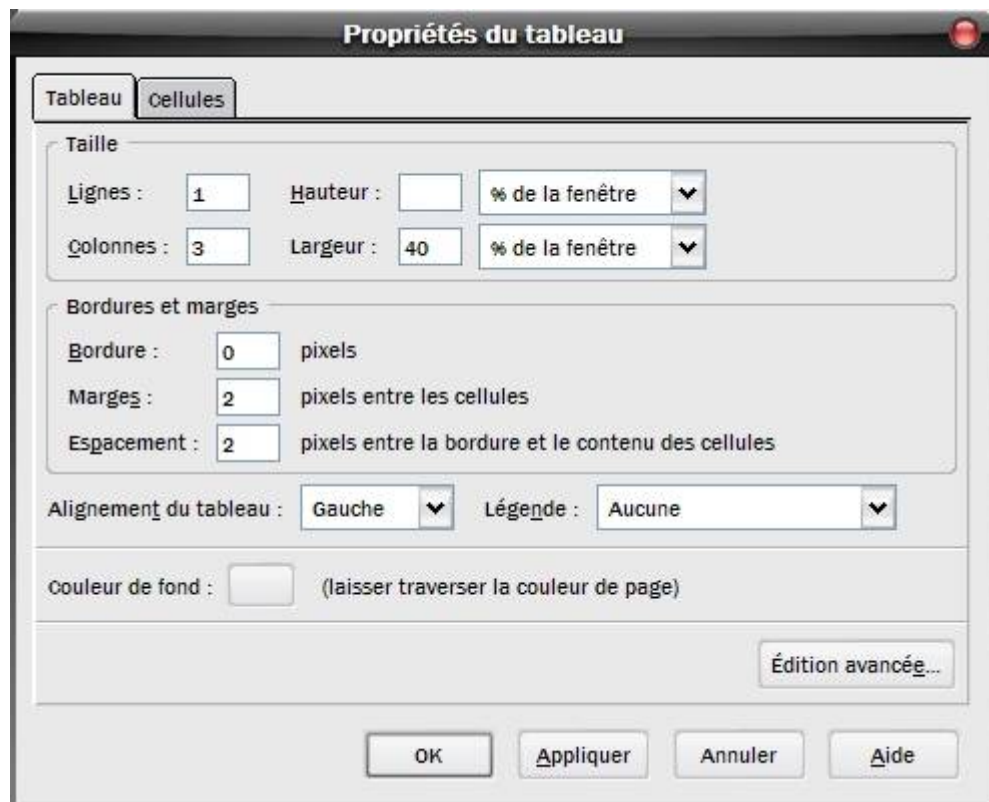 Propriétés du tableau
Tableau Cellules
Taille
Lignes : 1 Hauteur : % de la fenêtre
Colonnes : 3 Largeur : 40 % de la fenêtre
Bordures et marges
Bordure : 0 pixels
Marges : 2 pixels entre les cellules
Espacement : 2 pixels entre la bordure et le contenu des cellules
Alignement du tableau : Gauche Légende : Aucune
Couleur de fond : (laisser traverser la couleur de page)
Édition avancée...
OK Appliquer Annuler Aide